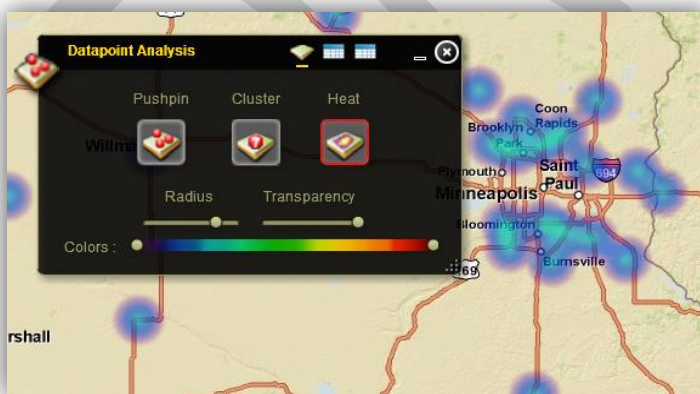 Datapoint Analysis
Pushpin
Cluster
Heat
Radius
Transparency
Colors :
Willma
Coon
Rapids
Brooklyn
Park
Plymouth
Saint
Paul
694
Minneapolis
Bloomington
Burnsville
69
rshall